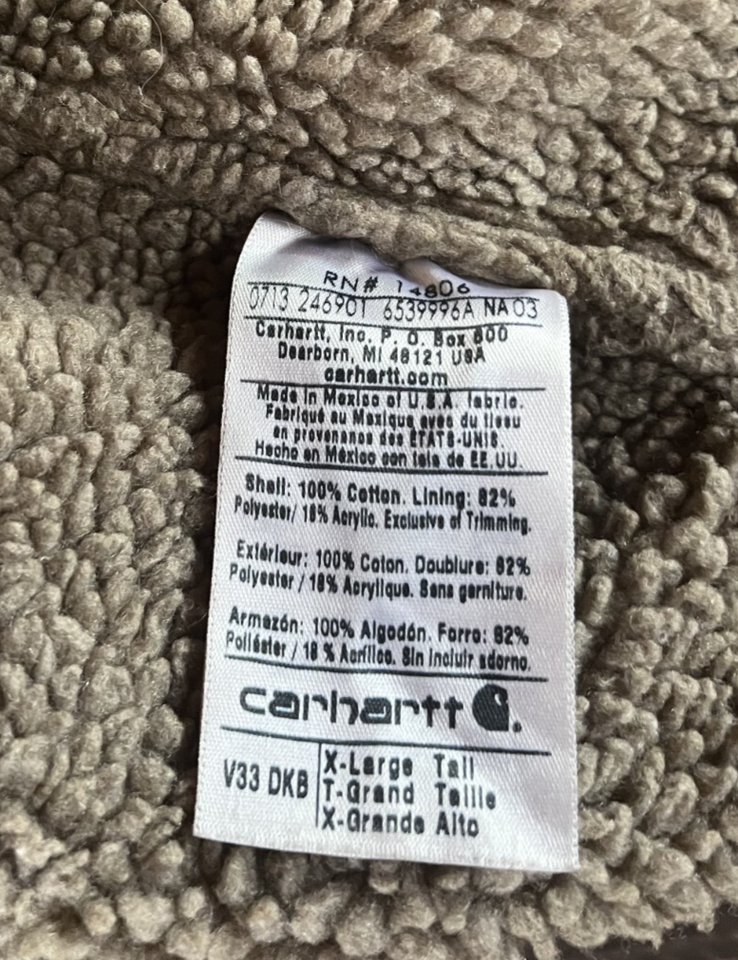 RN# 14806
0713 246901 6539996A NA 03
Carhartt, Inc. P. O. Box 600
Dearborn, MI 48121 USA
carhartt.com
Made in Mexico of U.S.A. fabric.
Fabriqué au Mexique avec du tissu
en provenance des ÉTATS-UNIS.
Hecho en México con tela de EE.UU.
Shell: 100% Cotton. Lining: 82%
Polyester/ 18% Acrylic. Exclusive of Trimming.
Extérieur: 100% Coton. Doublure: 82%
Polyester / 18% Acrylique. Sans garniture.
Armazón: 100% Algodón. Forro: 82%
Poliéster / 18 % Acrílico. Sin incluir adorno.
carhartt
V33 DKB
X-Large Tall
T-Grand Taille
X-Grande Alto